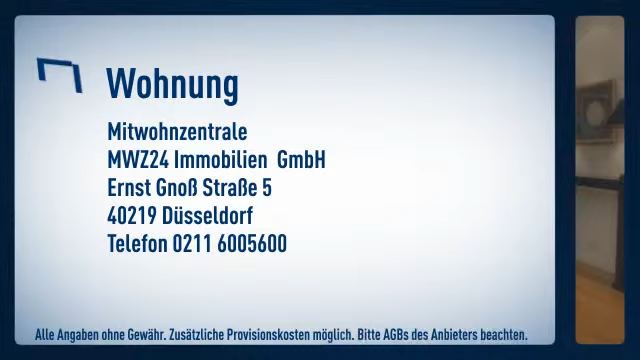 Wohnung
Mitwohnzentrale
MWZ24 Immobilien GmbH
Ernst Gnoß Straße 5
40219 Düsseldorf
Telefon 0211 6005600
Alle Angaben ohne Gewähr. Zusätzliche Provisionskosten möglich. Bitte AGBs des Anbieters beachten.